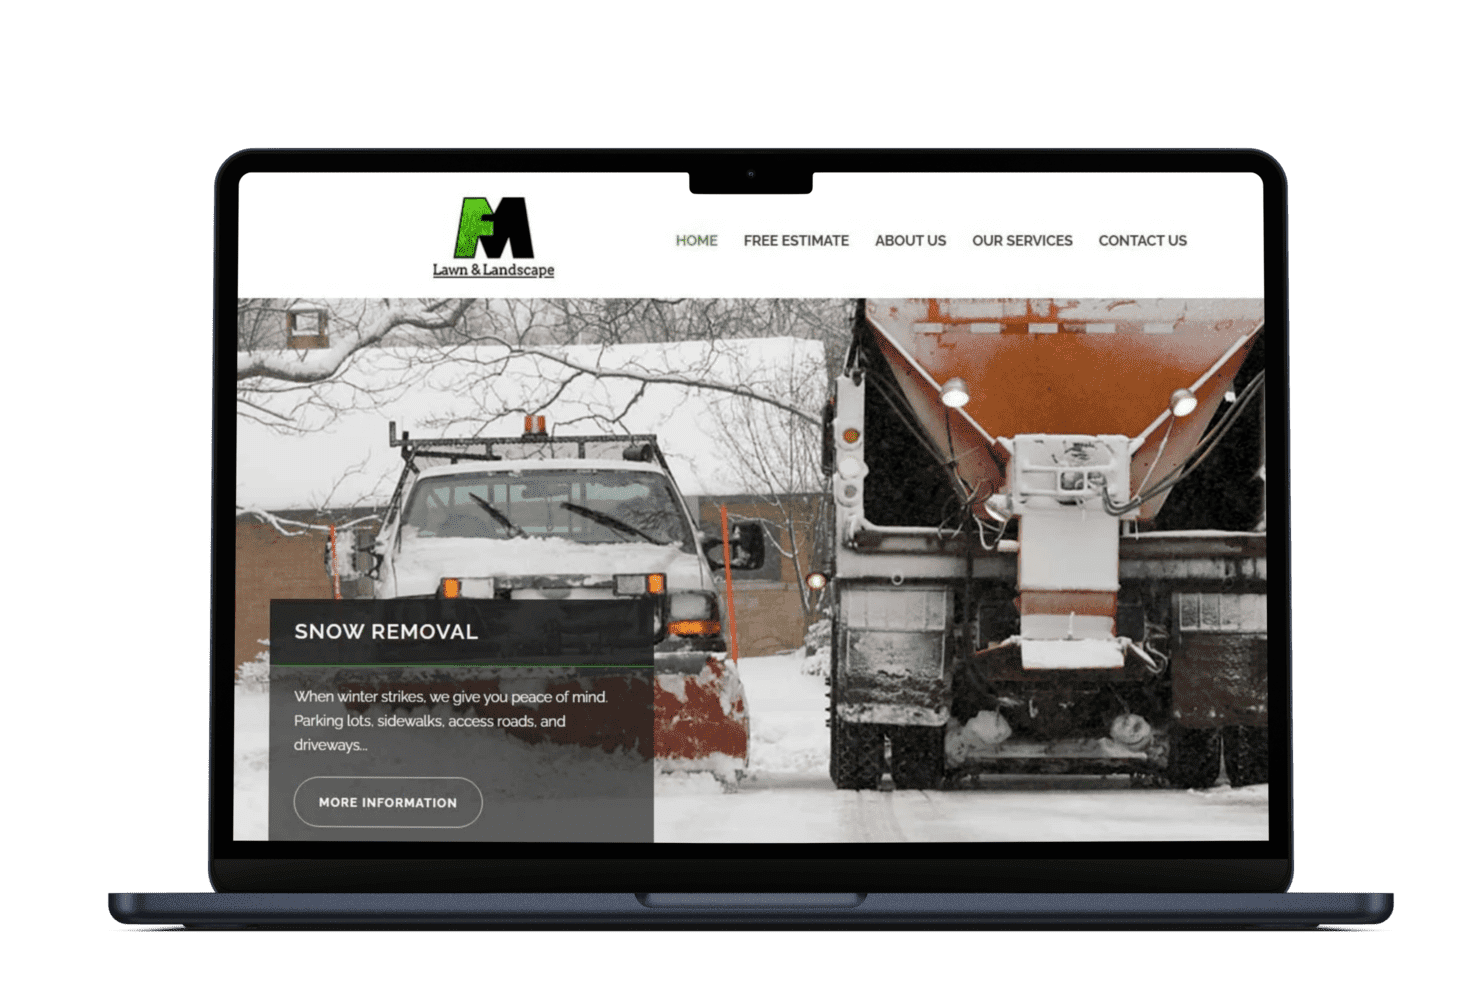 FM
Lawn & Landscape
HOME FREE ESTIMATE ABOUT US OUR SERVICES CONTACT US
SNOW REMOVAL
When winter strikes, we give you peace of mind.
Parking lots, sidewalks, access roads, and
driveways...
MORE INFORMATION